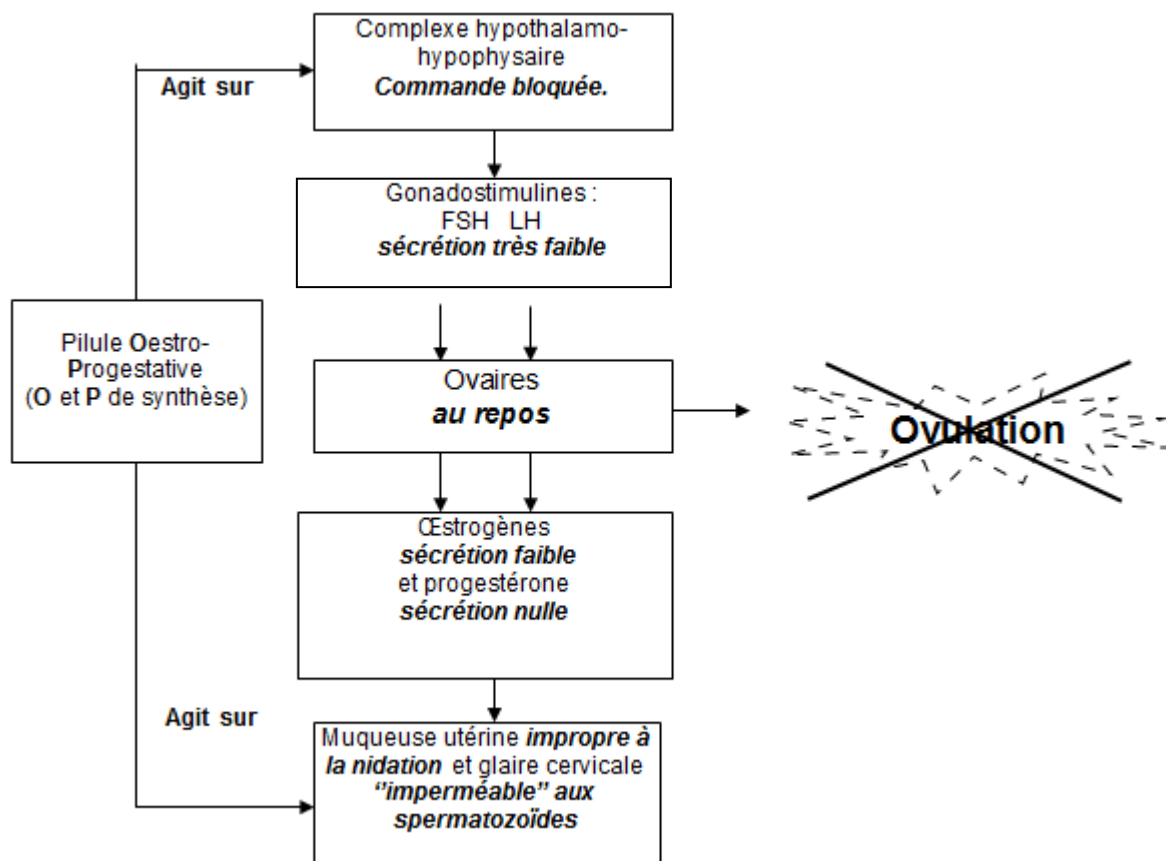 Complexe hypothalamo-
hypophysaire
Commande bloquée.
Agit sur
Gonadostimulines :
FSH LH
sécrétion très faible
Pilule Oestro-
Progestative
(O et P de synthèse)
Ovaires
au repos
Ovulation
Œstrogènes
sécrétion faible
et progestérone
sécrétion nulle
Agit sur
Muqueuse utérine impropre à
la nidation et glaire cervicale
‘’imperméable’’ aux
spermatozoïdes